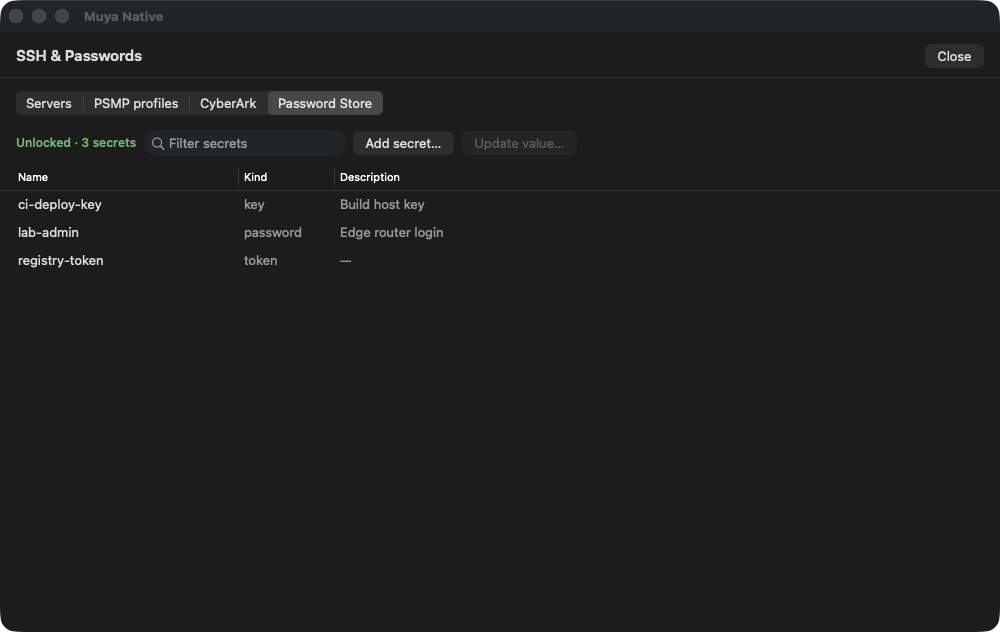 Muya Native
SSH & Passwords
Close
Servers PSMP profiles CyberArk Password Store
Unlocked · 3 secrets Filter secrets Add secret... Update value...
Name Kind Description
ci-deploy-key key Build host key
lab-admin password Edge router login
registry-token token —